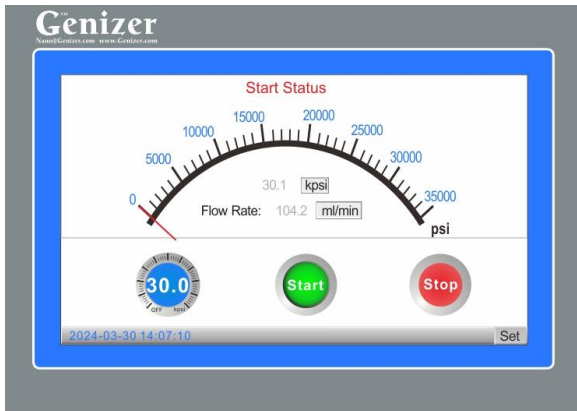 Genizer™
Nano@Genizer.com www.Genizer.com
Start Status
0
5000
10000
15000
20000
25000
30000
35000
psi
30.1 kpsi
Flow Rate: 104.2 ml/min
30.0
OFF kpsi
Start
Stop
2024-03-30 14:07:10
Set